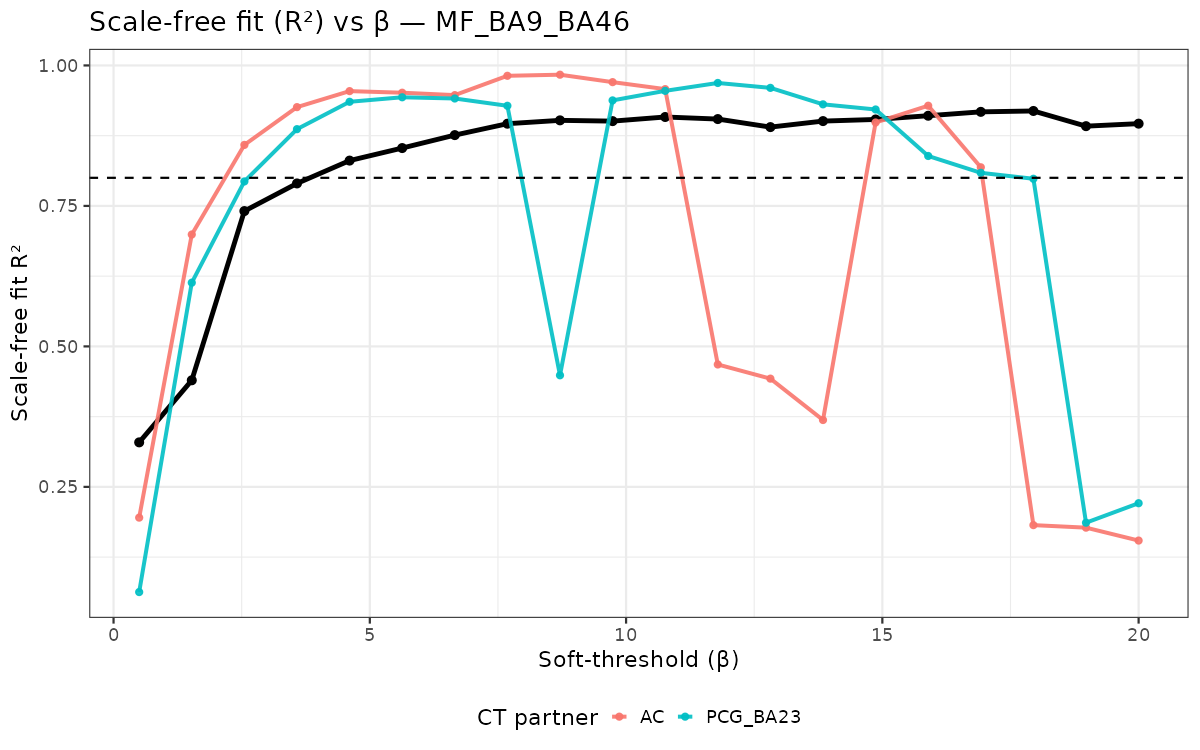 Scale-free fit (R²) vs β — MF_BA9_BA46
1.00
0.75
0.50
0.25
Scale-free fit R²
0 5 10 15 20
Soft-threshold (β)
CT partner AC PCG_BA23